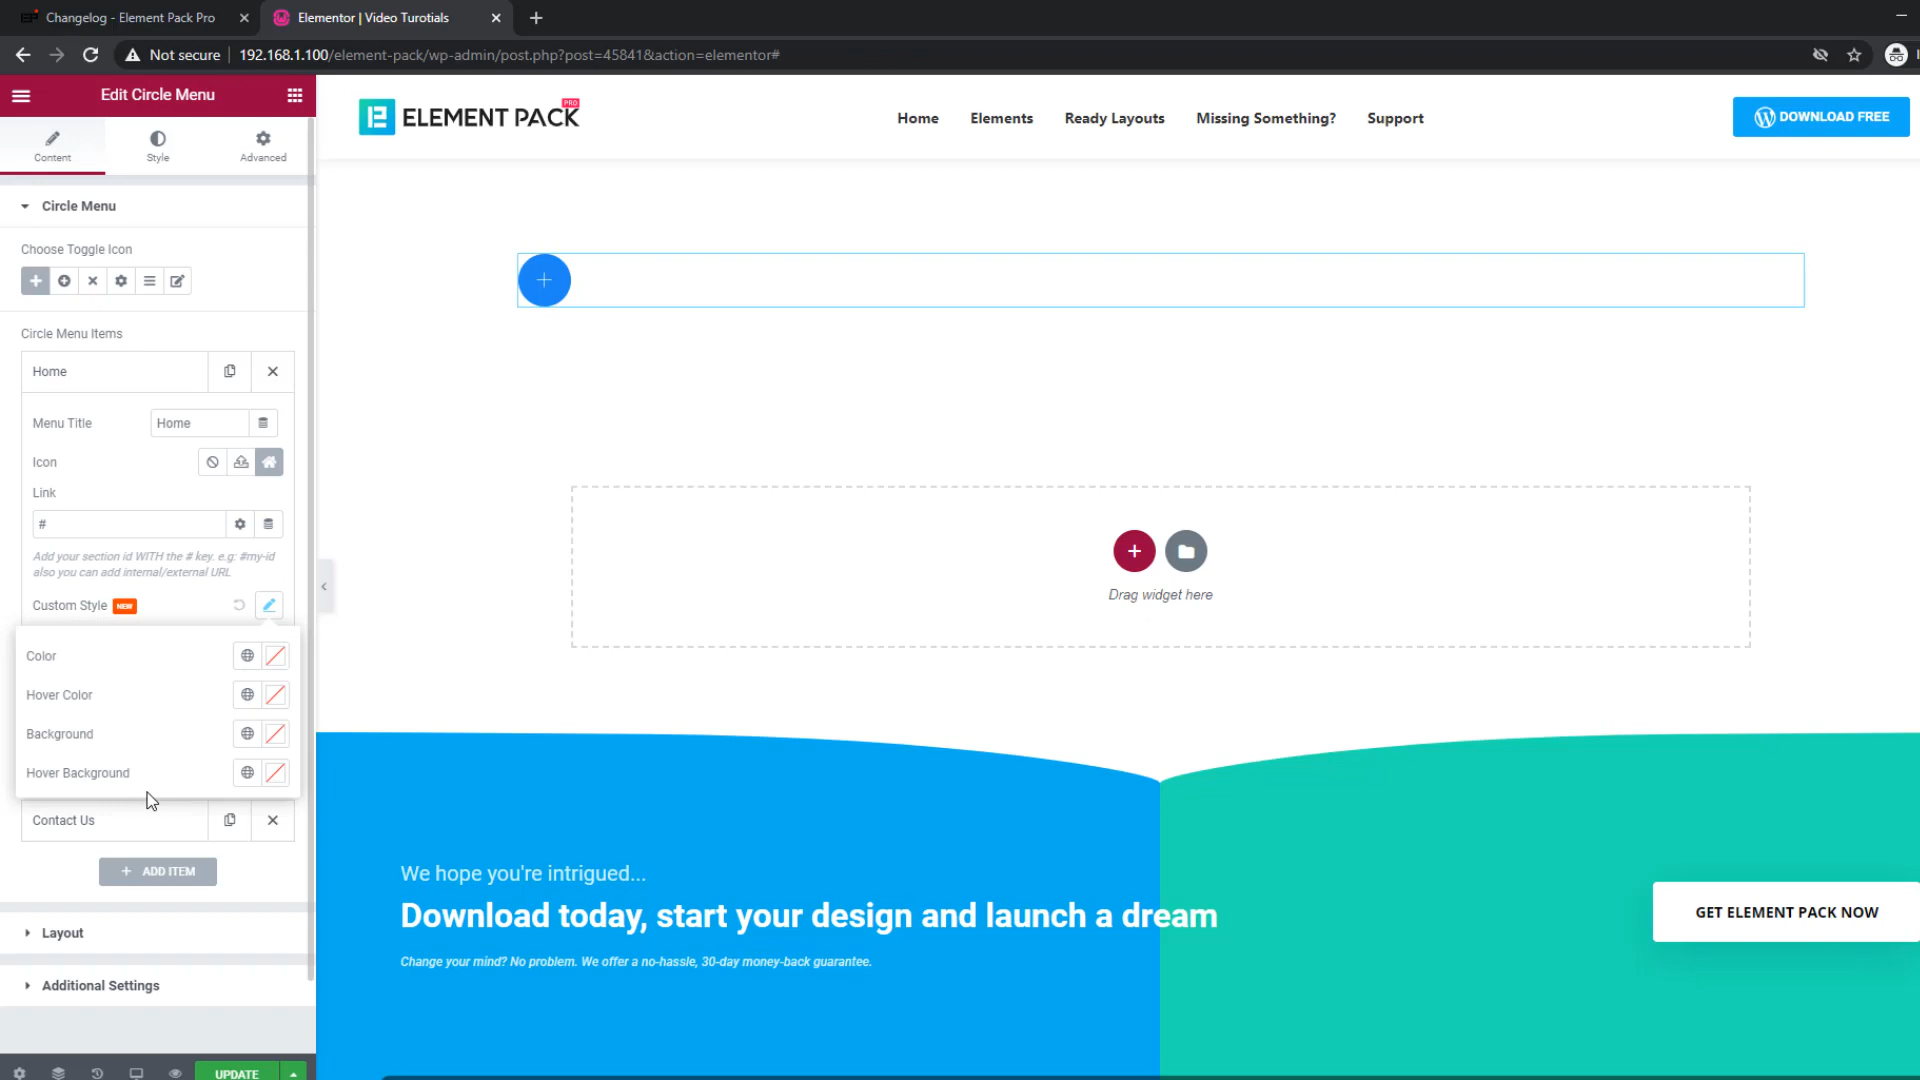 Changelog - Element Pack Pro
Elementor | Video Turotials
Not secure
192.168.1.100/element-pack/wp-admin/post.php?post=45841&action=elementor#
Edit Circle Menu
Content
Style
Advanced
Circle Menu
Choose Toggle Icon
Circle Menu Items
Home
Menu Title
Home
Icon
Link
#
Add your section id WITH the # key. e.g: #my-id
also you can add internal/external URL
Custom Style NEW
Color
Hover Color
Background
Hover Background
Contact Us
+ ADD ITEM
Layout
Additional Settings
UPDATE
ELEMENT PACK PRO
Home
Elements
Ready Layouts
Missing Something?
Support
DOWNLOAD FREE
Drag widget here
We hope you're intrigued...
Download today, start your design and launch a dream
Change your mind? No problem. We offer a no-hassle, 30-day money-back guarantee.
GET ELEMENT PACK NOW